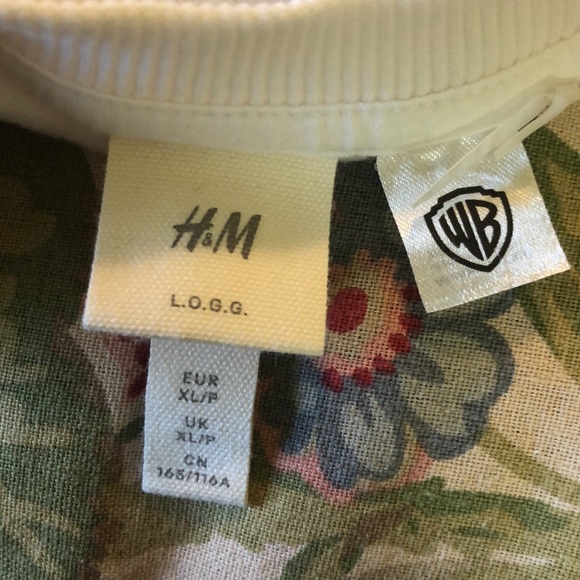 H&M
L.O.G.G.
EUR
XL/P
UK
XL/P
CN
165/116A
WB